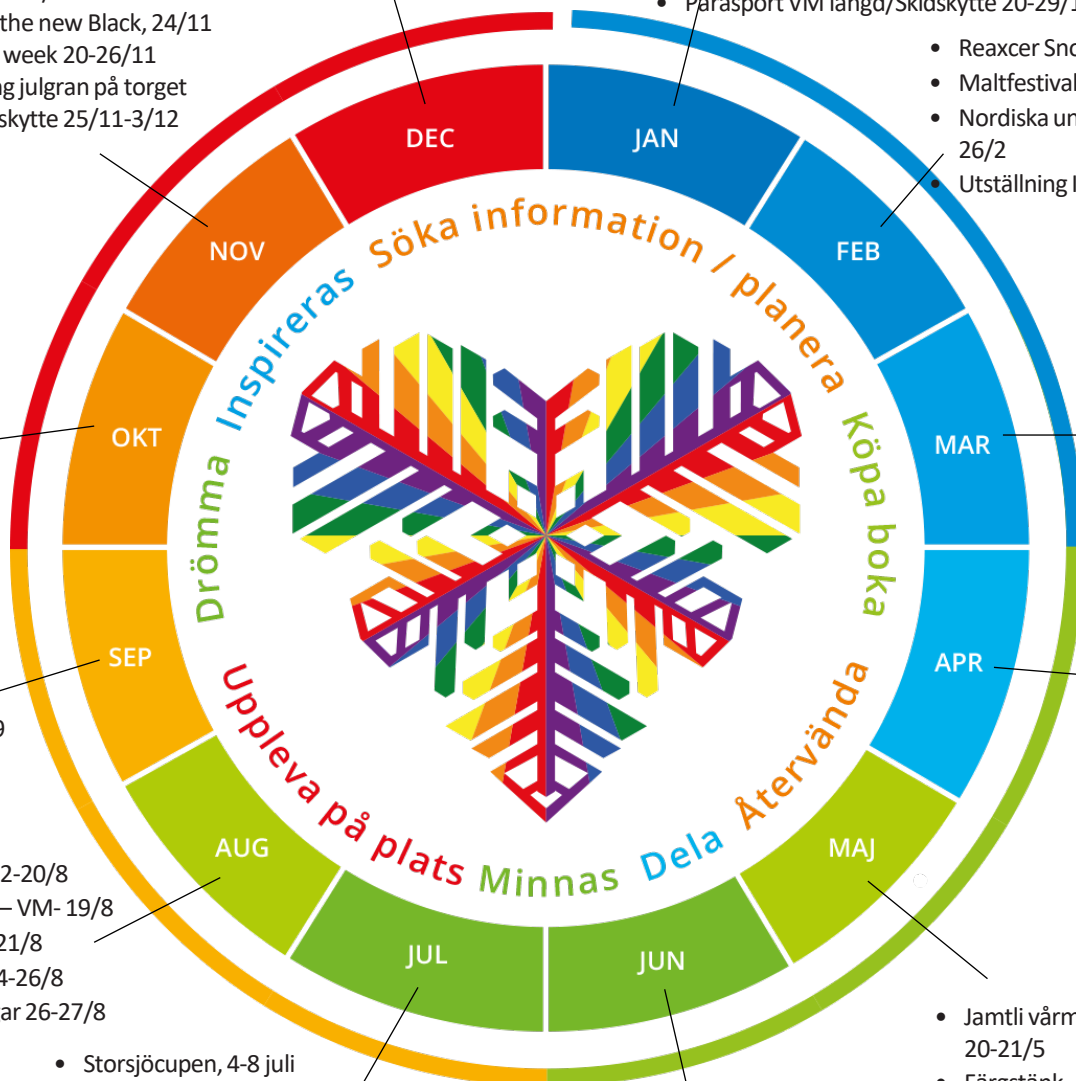 the new Black, 24/11
week 20-26/11
julgran på torget
skytte 25/11-3/12
• Parasport VM längd/Skidskytte 20-29/1
• Reaxcer
• Maltfestival
• Nordiska
26/2
• Utställning
DEC
JAN
NOV
FEB
OKT
MAR
SEP
APR
AUG
MAJ
JUL
JUN
Drömma
Inspireras
Söka information / planera
Köpa boka
Återvända
Dela
Minnas
Uppleva på plats
2-20/8
– VM- 19/8
21/8
4-26/8
26-27/8
• Storsjöcupen, 4-8 juli
• Jamtli
20-21/5